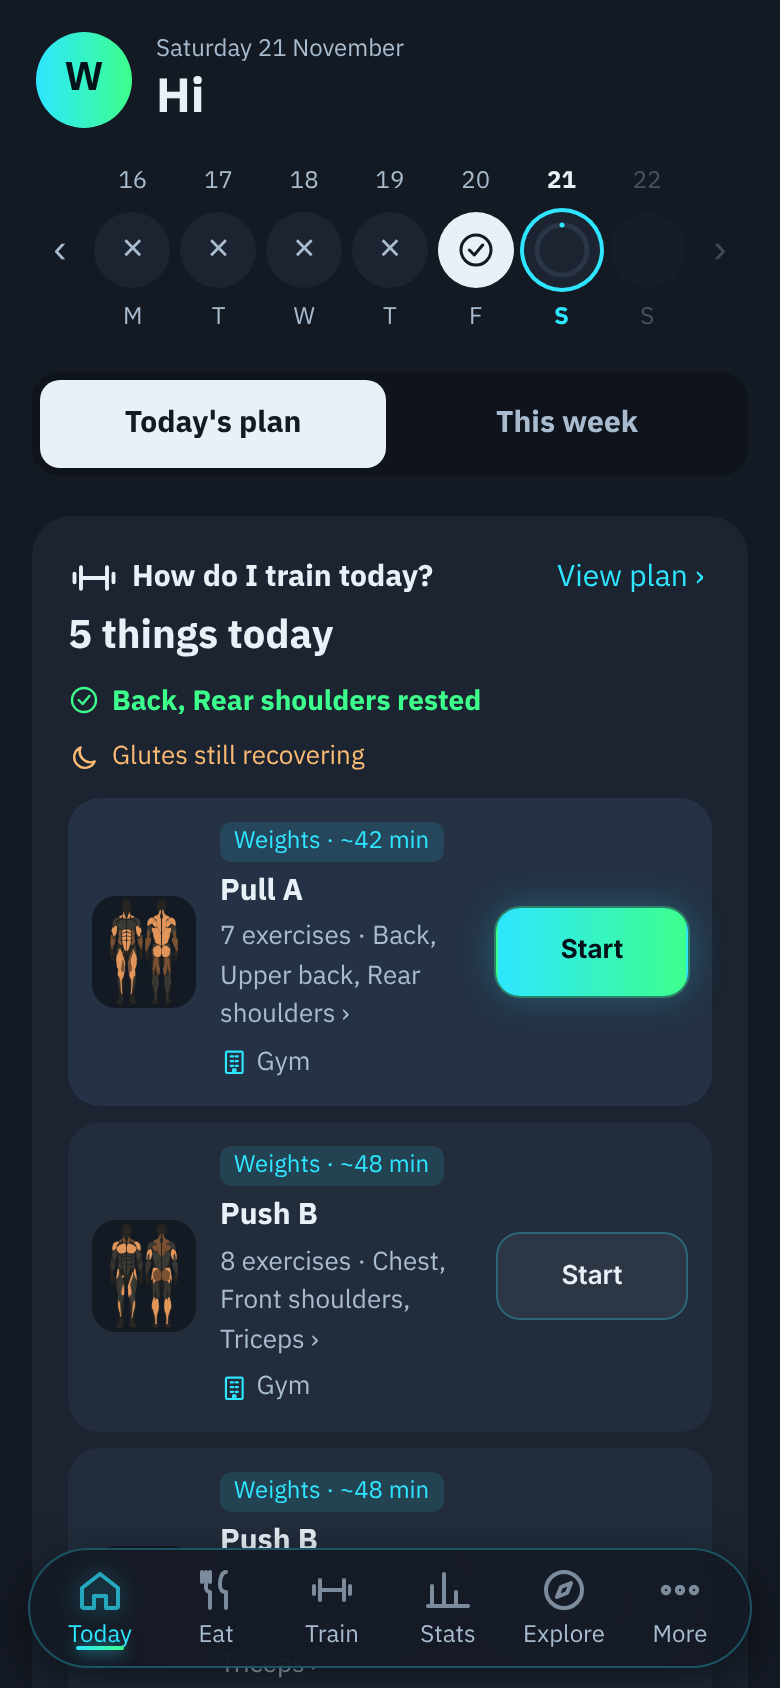 W
Saturday 21 November
Hi
16 17 18 19 20 21 22
M T W T F S S
Today's plan
This week
How do I train today?
View plan ›
5 things today
Back, Rear shoulders rested
Glutes still recovering
Weights · ~42 min
Pull A
7 exercises · Back,
Upper back, Rear
shoulders ›
Gym
Start
Weights · ~48 min
Push B
8 exercises · Chest,
Front shoulders,
Triceps ›
Gym
Start
Weights · ~48 min
Push B
Triceps ›
Today
Eat
Train
Stats
Explore
More